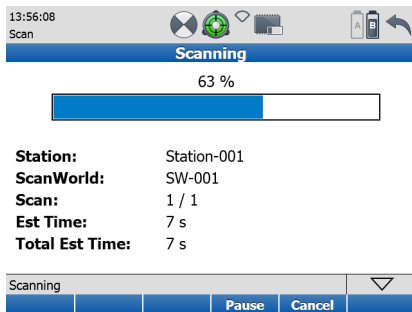 13:56:08
Scan
A B
Scanning
63 %
Station: Station-001
ScanWorld: SW-001
Scan: 1 / 1
Est Time: 7 s
Total Est Time: 7 s
Scanning
Pause Cancel